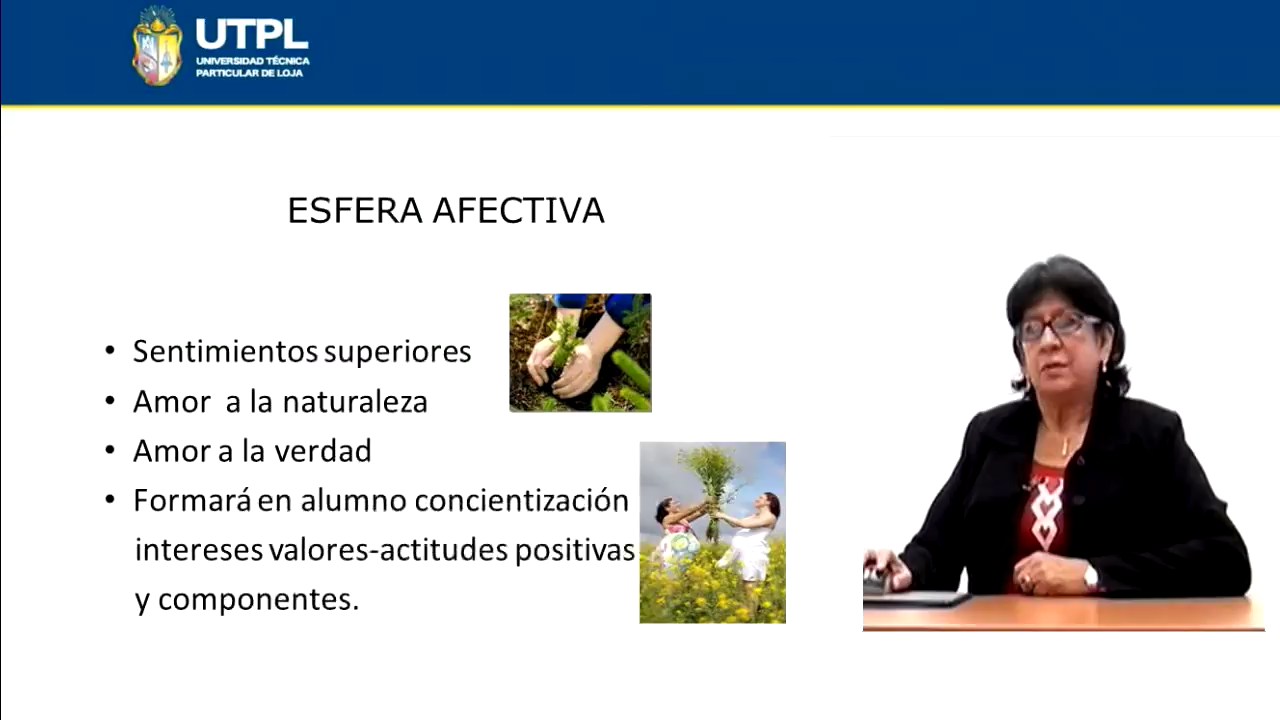 UTPL
UNIVERSIDAD TÉCNICA
PARTICULAR DE LOJA
ESFERA AFECTIVA
• Sentimientos superiores
• Amor a la naturaleza
• Amor a la verdad
• Formará en alumno concientización
intereses valores-actitudes positivas
y componentes.